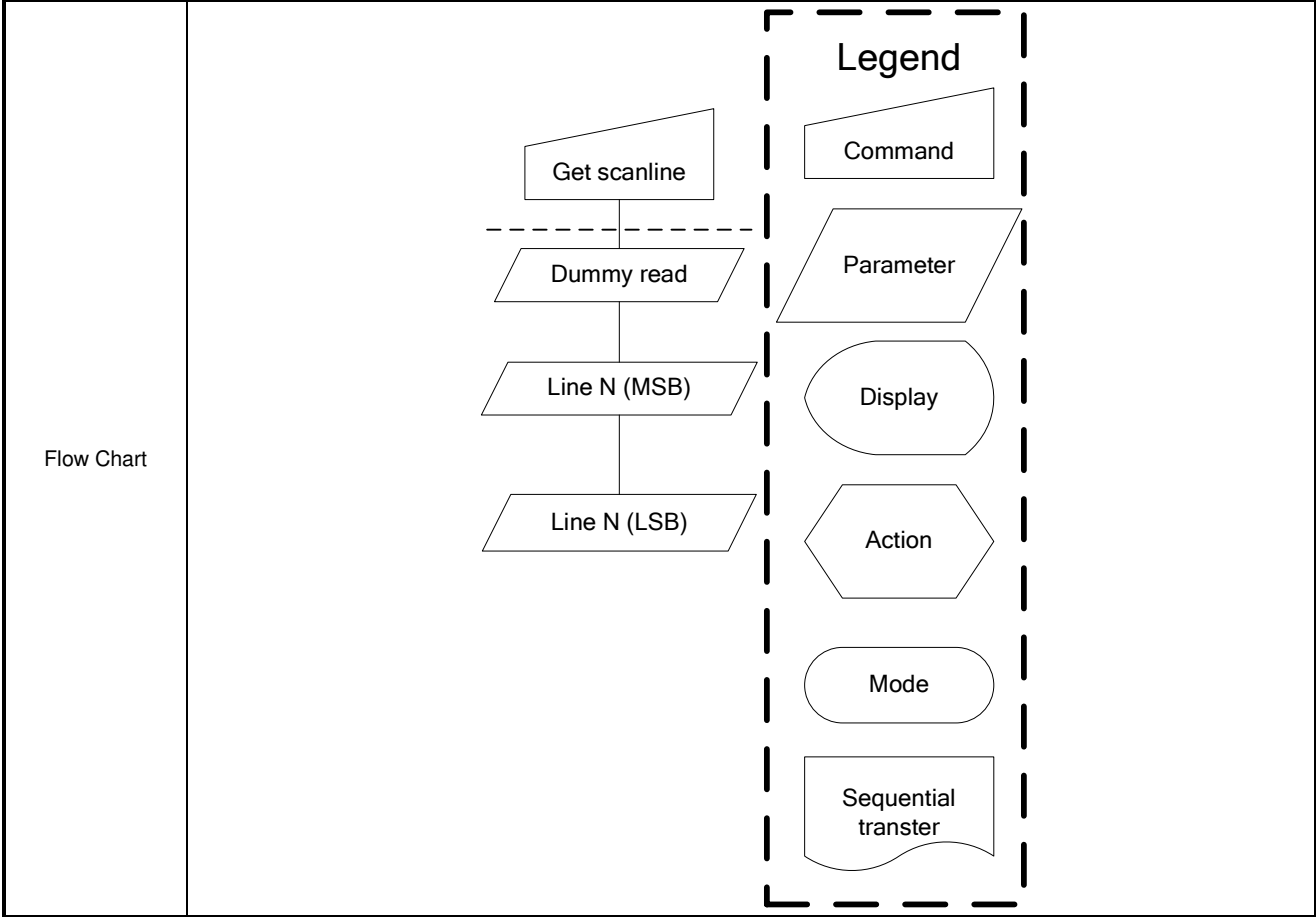 Flow Chart
Get scanline
Dummy read
Line N (MSB)
Line N (LSB)
Legend
Command
Parameter
Display
Action
Mode
Sequential
transter